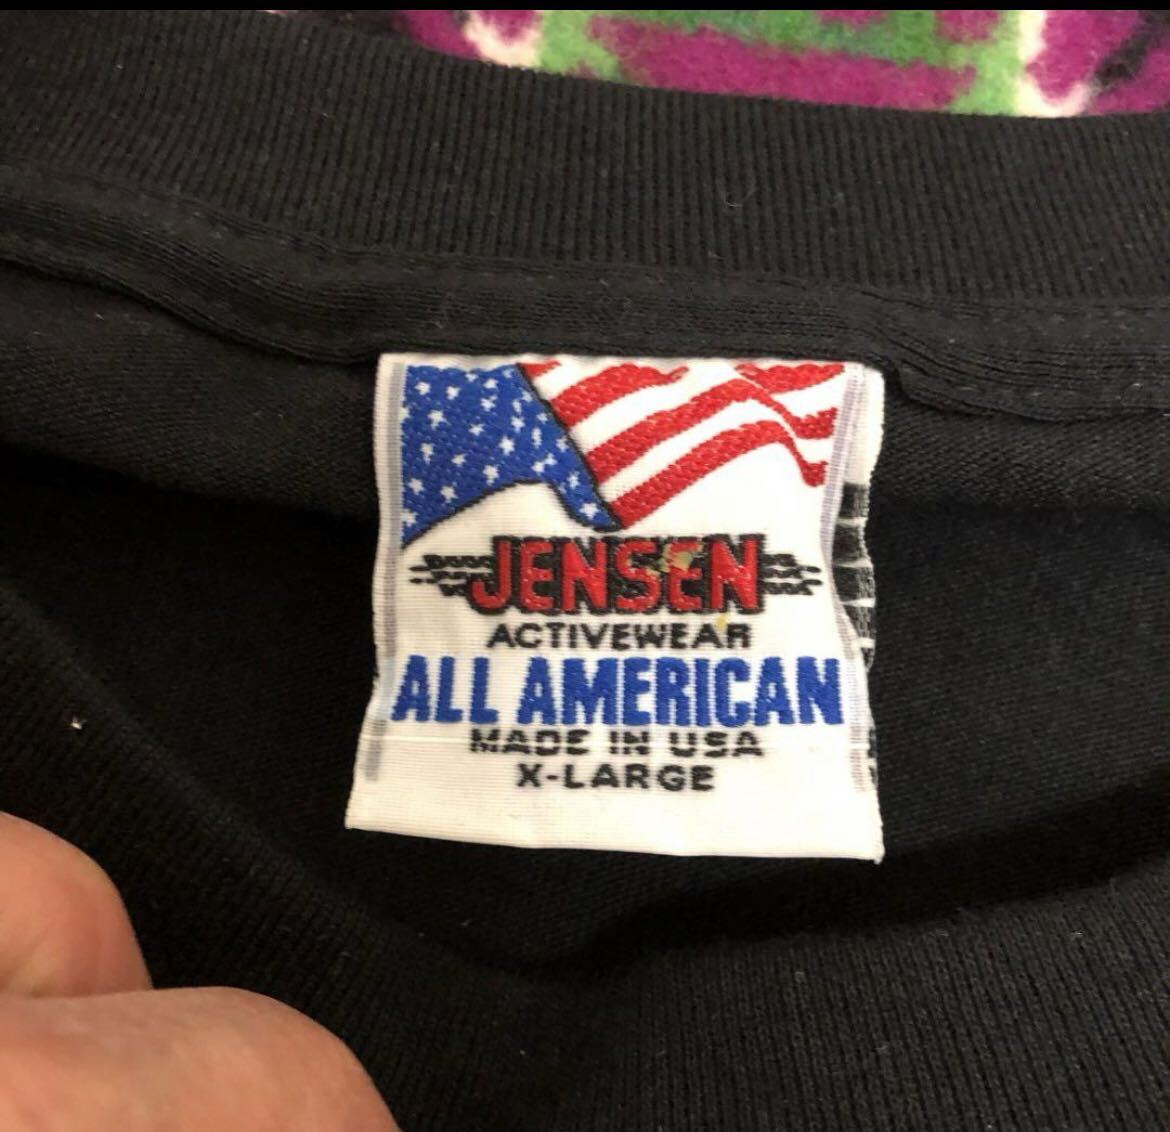 JENSEN
ACTIVEWEAR
ALL AMERICAN
MADE IN USA
X-LARGE